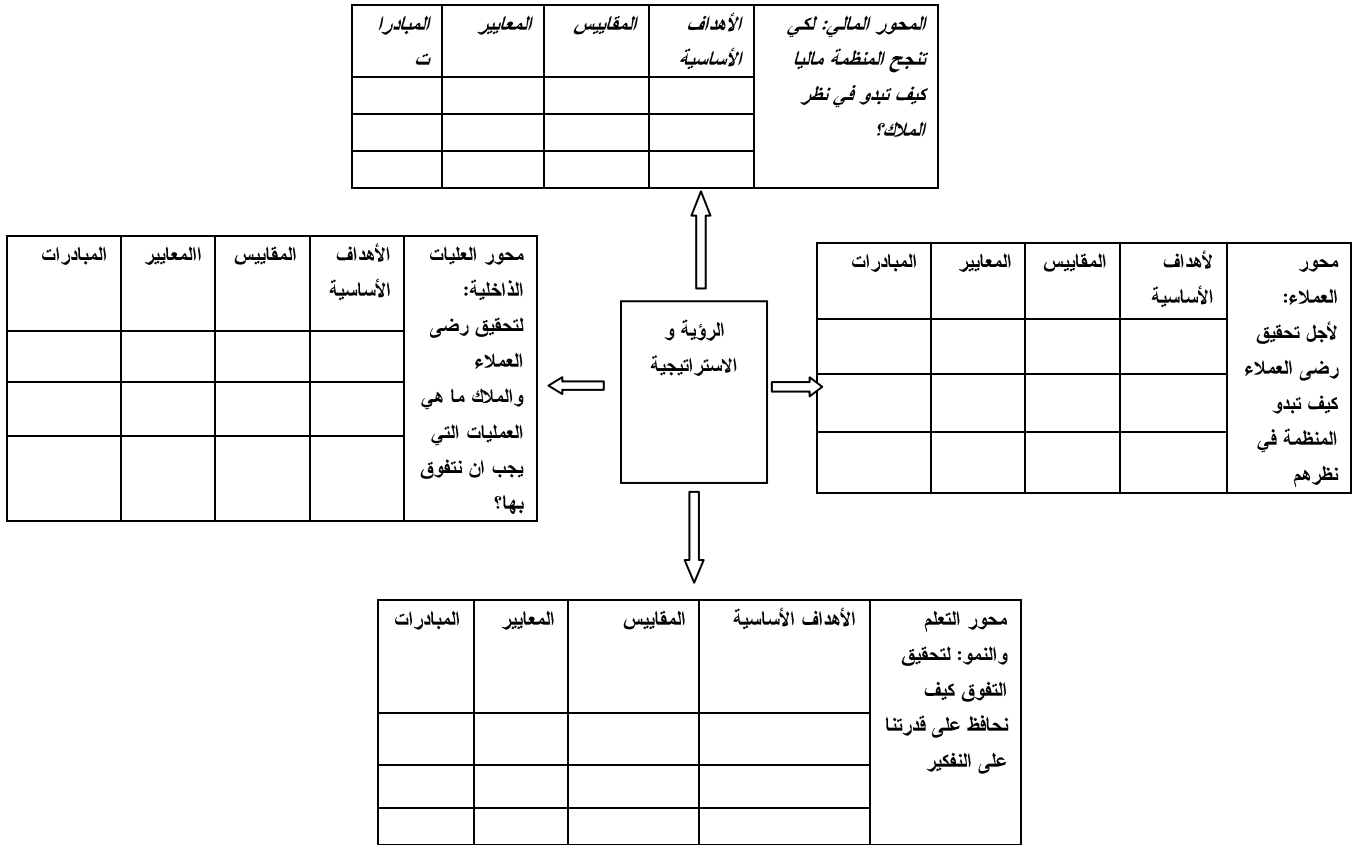 المحور المالي: لكي
تنجح المنظمة ماليا
كيف تبدو في نظر
الملاك؟
الأهداف
الأساسية
المقاييس
المعايير
المبادرا
ت
محور
العملاء:
لأجل تحقيق
رضى العملاء
كيف تبدو
المنظمة في
نظرهم
لأهداف
الأساسية
المقاييس
المعايير
المبادرات
الرؤية و
الاستراتيجية
محور العليات
الذاخلية:
لتحقيق رضى
العملاء
والملاك ما هي
العمليات التي
يجب ان نتفوق
بها؟
الأهداف
الأساسية
المقاييس
االمعايير
المبادرات
محور التعلم
والنمو: لتحقيق
التفوق كيف
نحافظ على قدرتنا
على النفكير
الأهداف الأساسية
المقاييس
المعايير
المبادرات